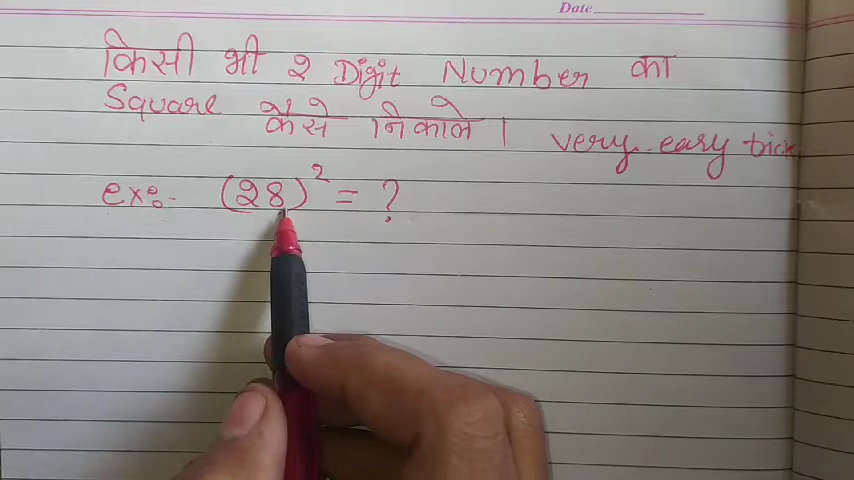 Date
किसी भी 2 Digit Number का
Square कैसे निकाले । very easy trick
ex:- (28)² = ?